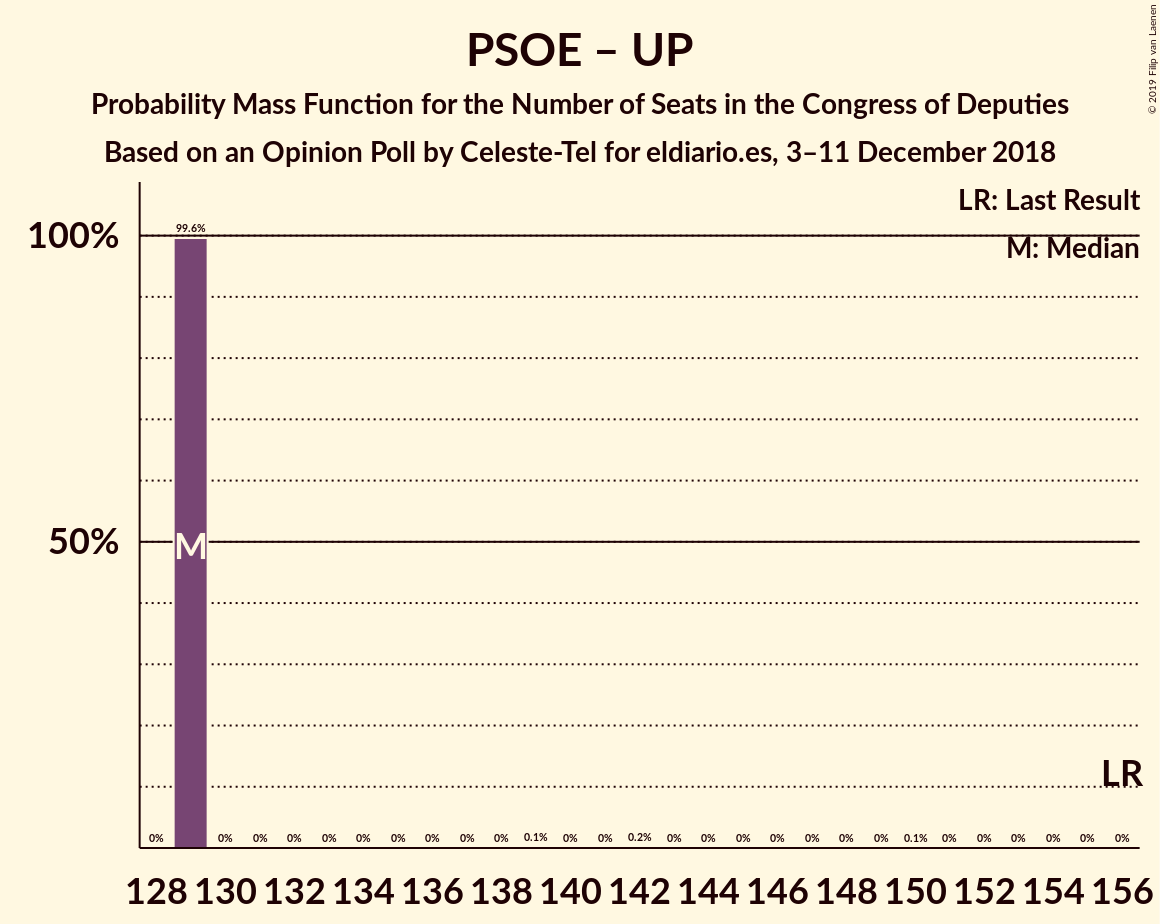 PSOE – UP
Probability Mass Function for the Number of Seats in the Congress of Deputies
Based on an Opinion Poll by Celeste-Tel for eldiario.es, 3–11 December 2018
© 2019 Filip van Laenen
LR: Last Result
M: Median
100%
50%
99.6%
M
LR
0% 0% 0% 0% 0% 0% 0% 0% 0% 0% 0.1% 0% 0% 0.2% 0% 0% 0% 0% 0% 0% 0% 0.1% 0% 0% 0% 0% 0% 0%
128 130 132 134 136 138 140 142 144 146 148 150 152 154 156